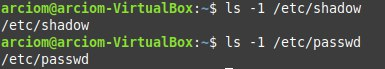 arciom@arciom-VirtualBox:~$ ls -1 /etc/shadow
/etc/shadow
arciom@arciom-VirtualBox:~$ ls -1 /etc/passwd
/etc/passwd